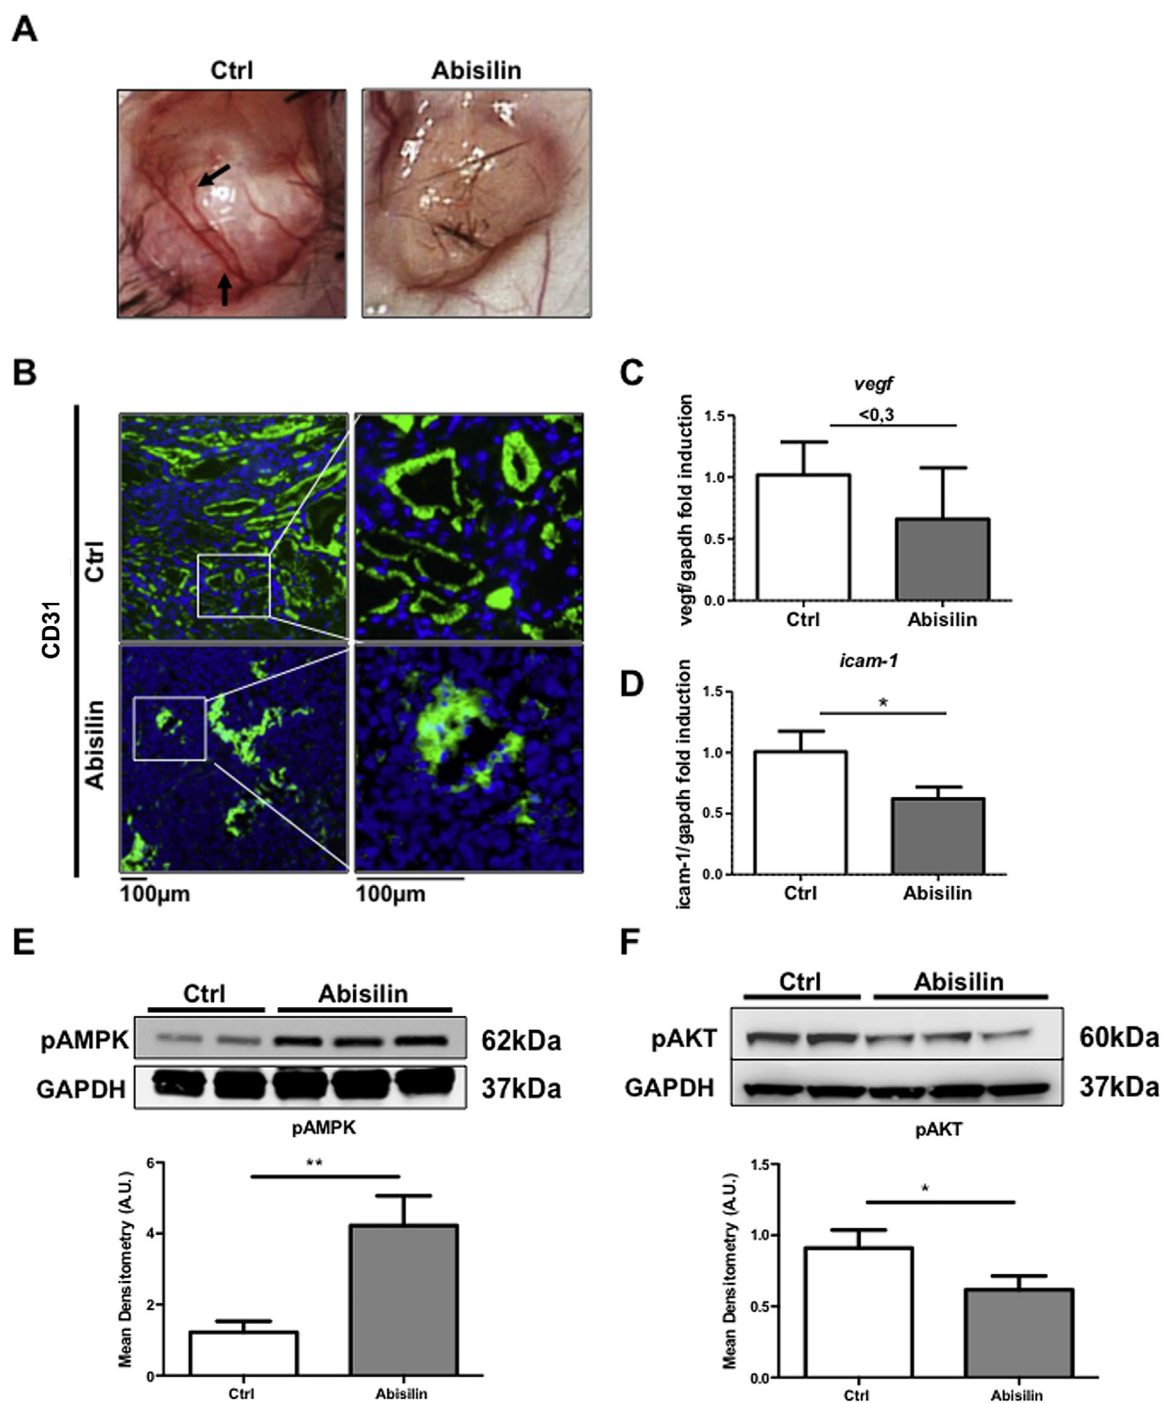 A
Ctrl
Abisilin
B
CD31
Ctrl
Abisilin
100µm
100µm
C
vegf
<0,3
vegf/gapdh fold induction
1.5
1.0
0.5
0.0
Ctrl
Abisilin
D
icam-1
*
icam-1/gapdh fold induction
1.5
1.0
0.5
0.0
Ctrl
Abisilin
E
Ctrl
Abisilin
pAMPK
62kDa
GAPDH
37kDa
pAMPK
**
Mean Densitometry (A.U.)
6
4
2
0
Ctrl
Abisilin
F
Ctrl
Abisilin
pAKT
60kDa
GAPDH
37kDa
pAKT
*
Mean Densitometry (A.U.)
1.5
1.0
0.5
0.0
Ctrl
Abisilin